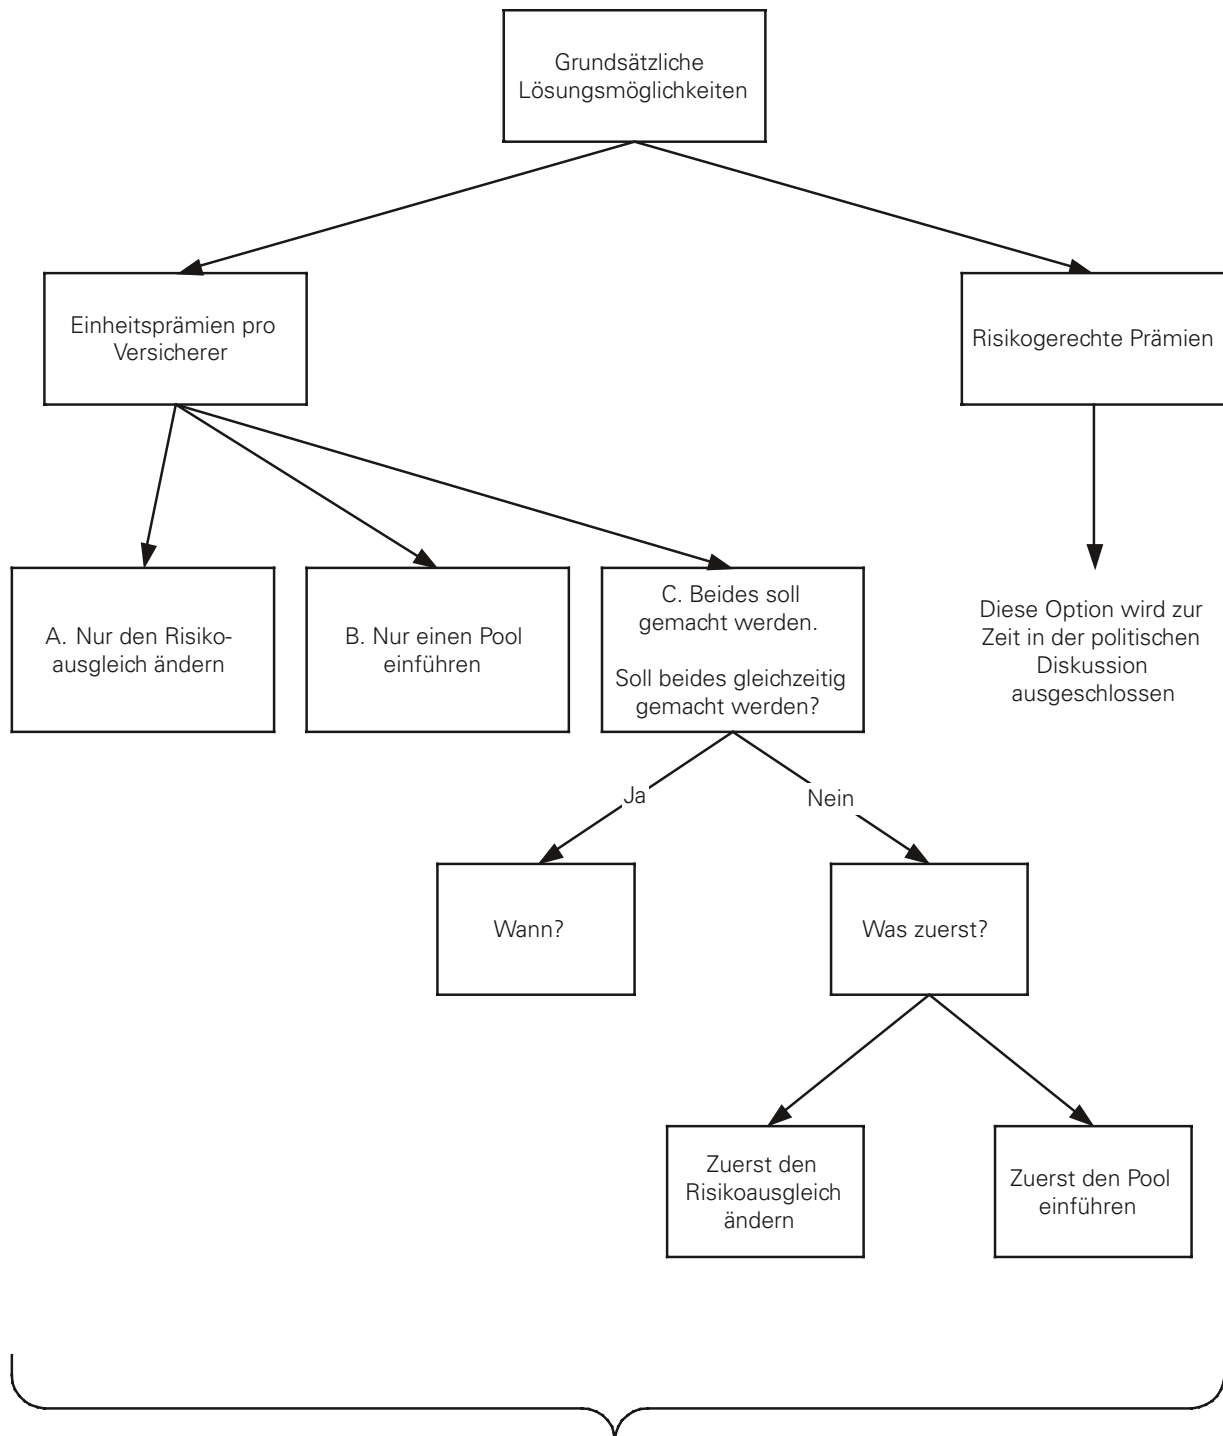 Grundsätzliche
Lösungsmöglichkeiten
Einheitsprämien pro
Versicherer
Risikogerechte Prämien
A. Nur den Risiko-
ausgleich ändern
B. Nur einen Pool
einführen
C. Beides soll
gemacht werden.
Soll beides gleichzeitig
gemacht werden?
Diese Option wird zur
Zeit in der politischen
Diskussion
ausgeschlossen
Ja
Nein
Wann?
Was zuerst?
Zuerst den
Risikoausgleich
ändern
Zuerst den Pool
einführen